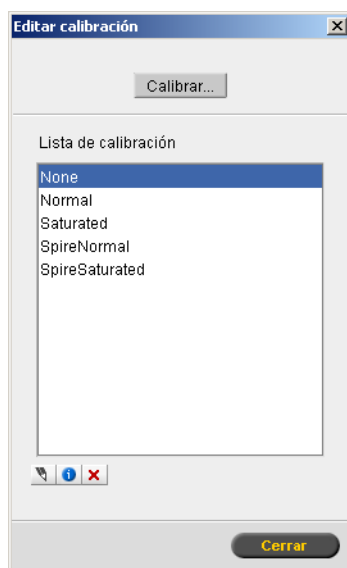 Editar calibración
Calibrar...
Lista de calibración
None
Normal
Saturated
SpireNormal
SpireSaturated
Cerrar